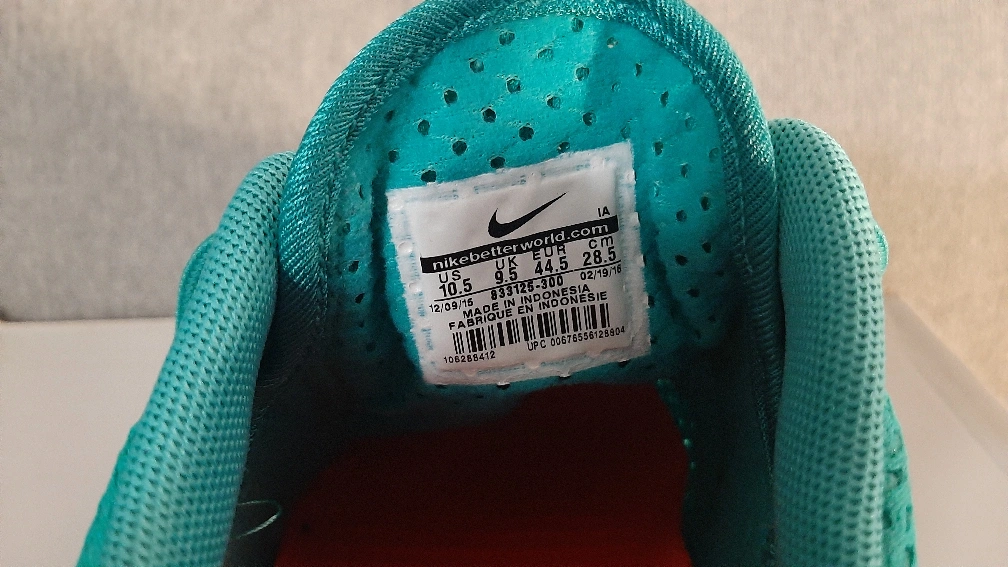 IA
nikebetterworld.com
US UK EUR cm
10.5 9.5 44.5 28.5
12/09/15 833125-300 02/19/16
MADE IN INDONESIA
FABRIQUE EN INDONESIE
106288412 UPC 00676556128904